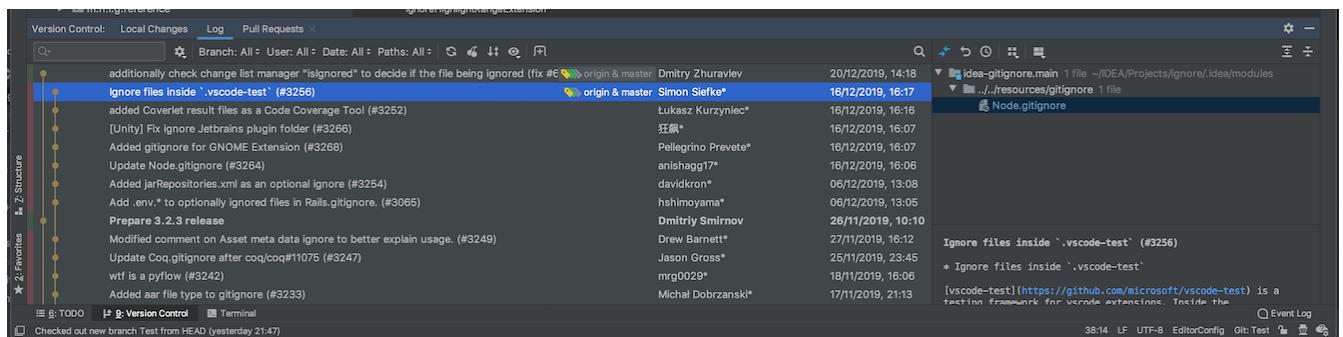 m.h.i.g.reference IgnoreHighlightRangeExtension
Version Control: Local Changes Log Pull Requests
Branch: All User: All Date: All Paths: All
additionally check change list manager "isIgnored" to decide if the file being ignored (fix #6 origin & master Dmitry Zhuravlev 20/12/2019, 14:18
Ignore files inside `.vscode-test` (#3256) origin & master Simon Siefke* 16/12/2019, 16:17
added Coverlet result files as a Code Coverage Tool (#3252) Łukasz Kurzyniec* 16/12/2019, 16:16
[Unity] Fix ignore Jetbrains plugin folder (#3266) 狂飙* 16/12/2019, 16:07
Added gitignore for GNOME Extension (#3268) Pellegrino Prevete* 16/12/2019, 16:07
Update Node.gitignore (#3264) anishagg17* 16/12/2019, 16:06
Added jarRepositories.xml as an optional ignore (#3254) davidkron* 06/12/2019, 13:08
Add .env.* to optionally ignored files in Rails.gitignore. (#3065) hshimoyama* 06/12/2019, 13:05
Prepare 3.2.3 release Dmitriy Smirnov 26/11/2019, 10:10
Modified comment on Asset meta data ignore to better explain usage. (#3249) Drew Barnett* 27/11/2019, 16:12
Update Coq.gitignore after coq/coq#11075 (#3247) Jason Gross* 25/11/2019, 23:45
wtf is a pyflow (#3242) mrg0029* 18/11/2019, 16:06
Added aar file type to gitignore (#3233) Michał Dobrzanski* 17/11/2019, 21:13
idea-gitignore.main 1 file ~/IDEA/Projects/ignore/.idea/modules
../../resources/gitignore 1 file
Node.gitignore
Ignore files inside `.vscode-test` (#3256)
* Ignore files inside `.vscode-test`
[vscode-test](https://github.com/microsoft/vscode-test) is a
testing framework for vscode extensions. Inside the
Z: Structure
2: Favorites
6: TODO 9: Version Control Terminal Event Log
Checked out new branch Test from HEAD (yesterday 21:47) 38:14 LF UTF-8 EditorConfig Git: Test